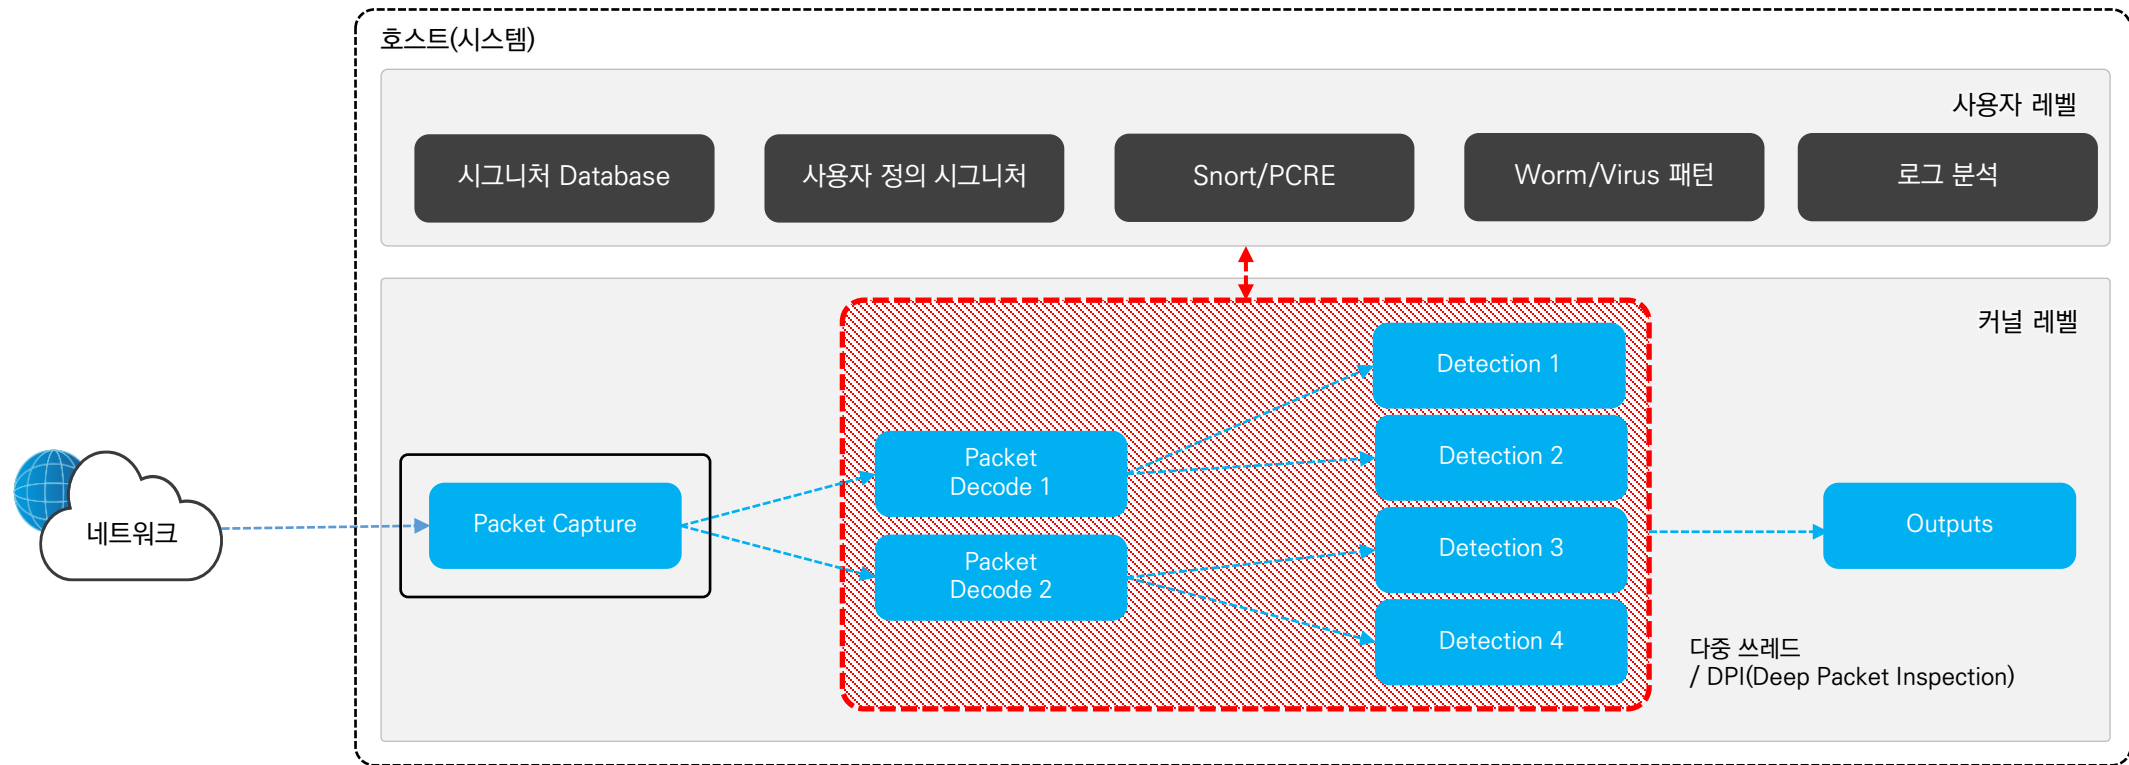 호스트(시스템)
사용자 레벨
시그니처 Database
사용자 정의 시그니처
Snort/PCRE
Worm/Virus 패턴
로그 분석
커널 레벨
네트워크
Packet Capture
Packet
Decode 1
Packet
Decode 2
Detection 1
Detection 2
Detection 3
Detection 4
Outputs
다중 쓰레드
/ DPI(Deep Packet Inspection)